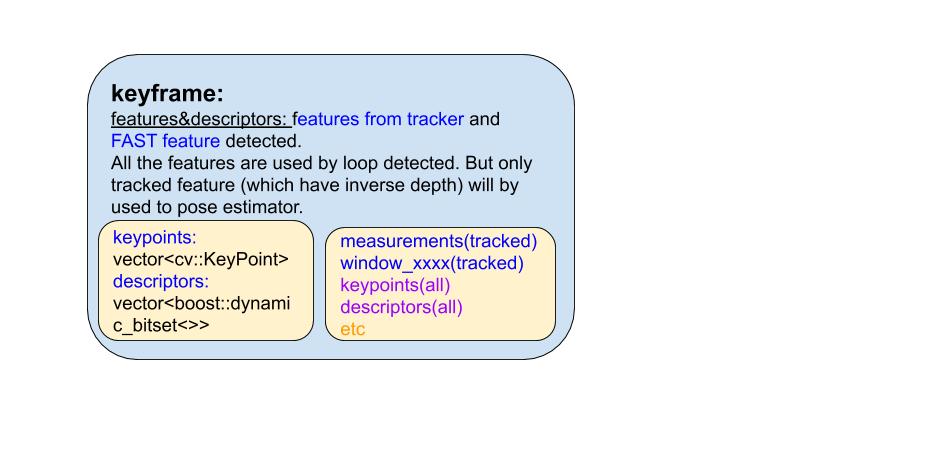 keyframe:
features&descriptors: features from tracker and
FAST feature detected.
All the features are used by loop detected. But only
tracked feature (which have inverse depth) will by
used to pose estimator.
keypoints:
vector<cv::KeyPoint>
descriptors:
vector<boost::dynami
c_bitset<>>
measurements(tracked)
window_xxxx(tracked)
keypoints(all)
descriptors(all)
etc